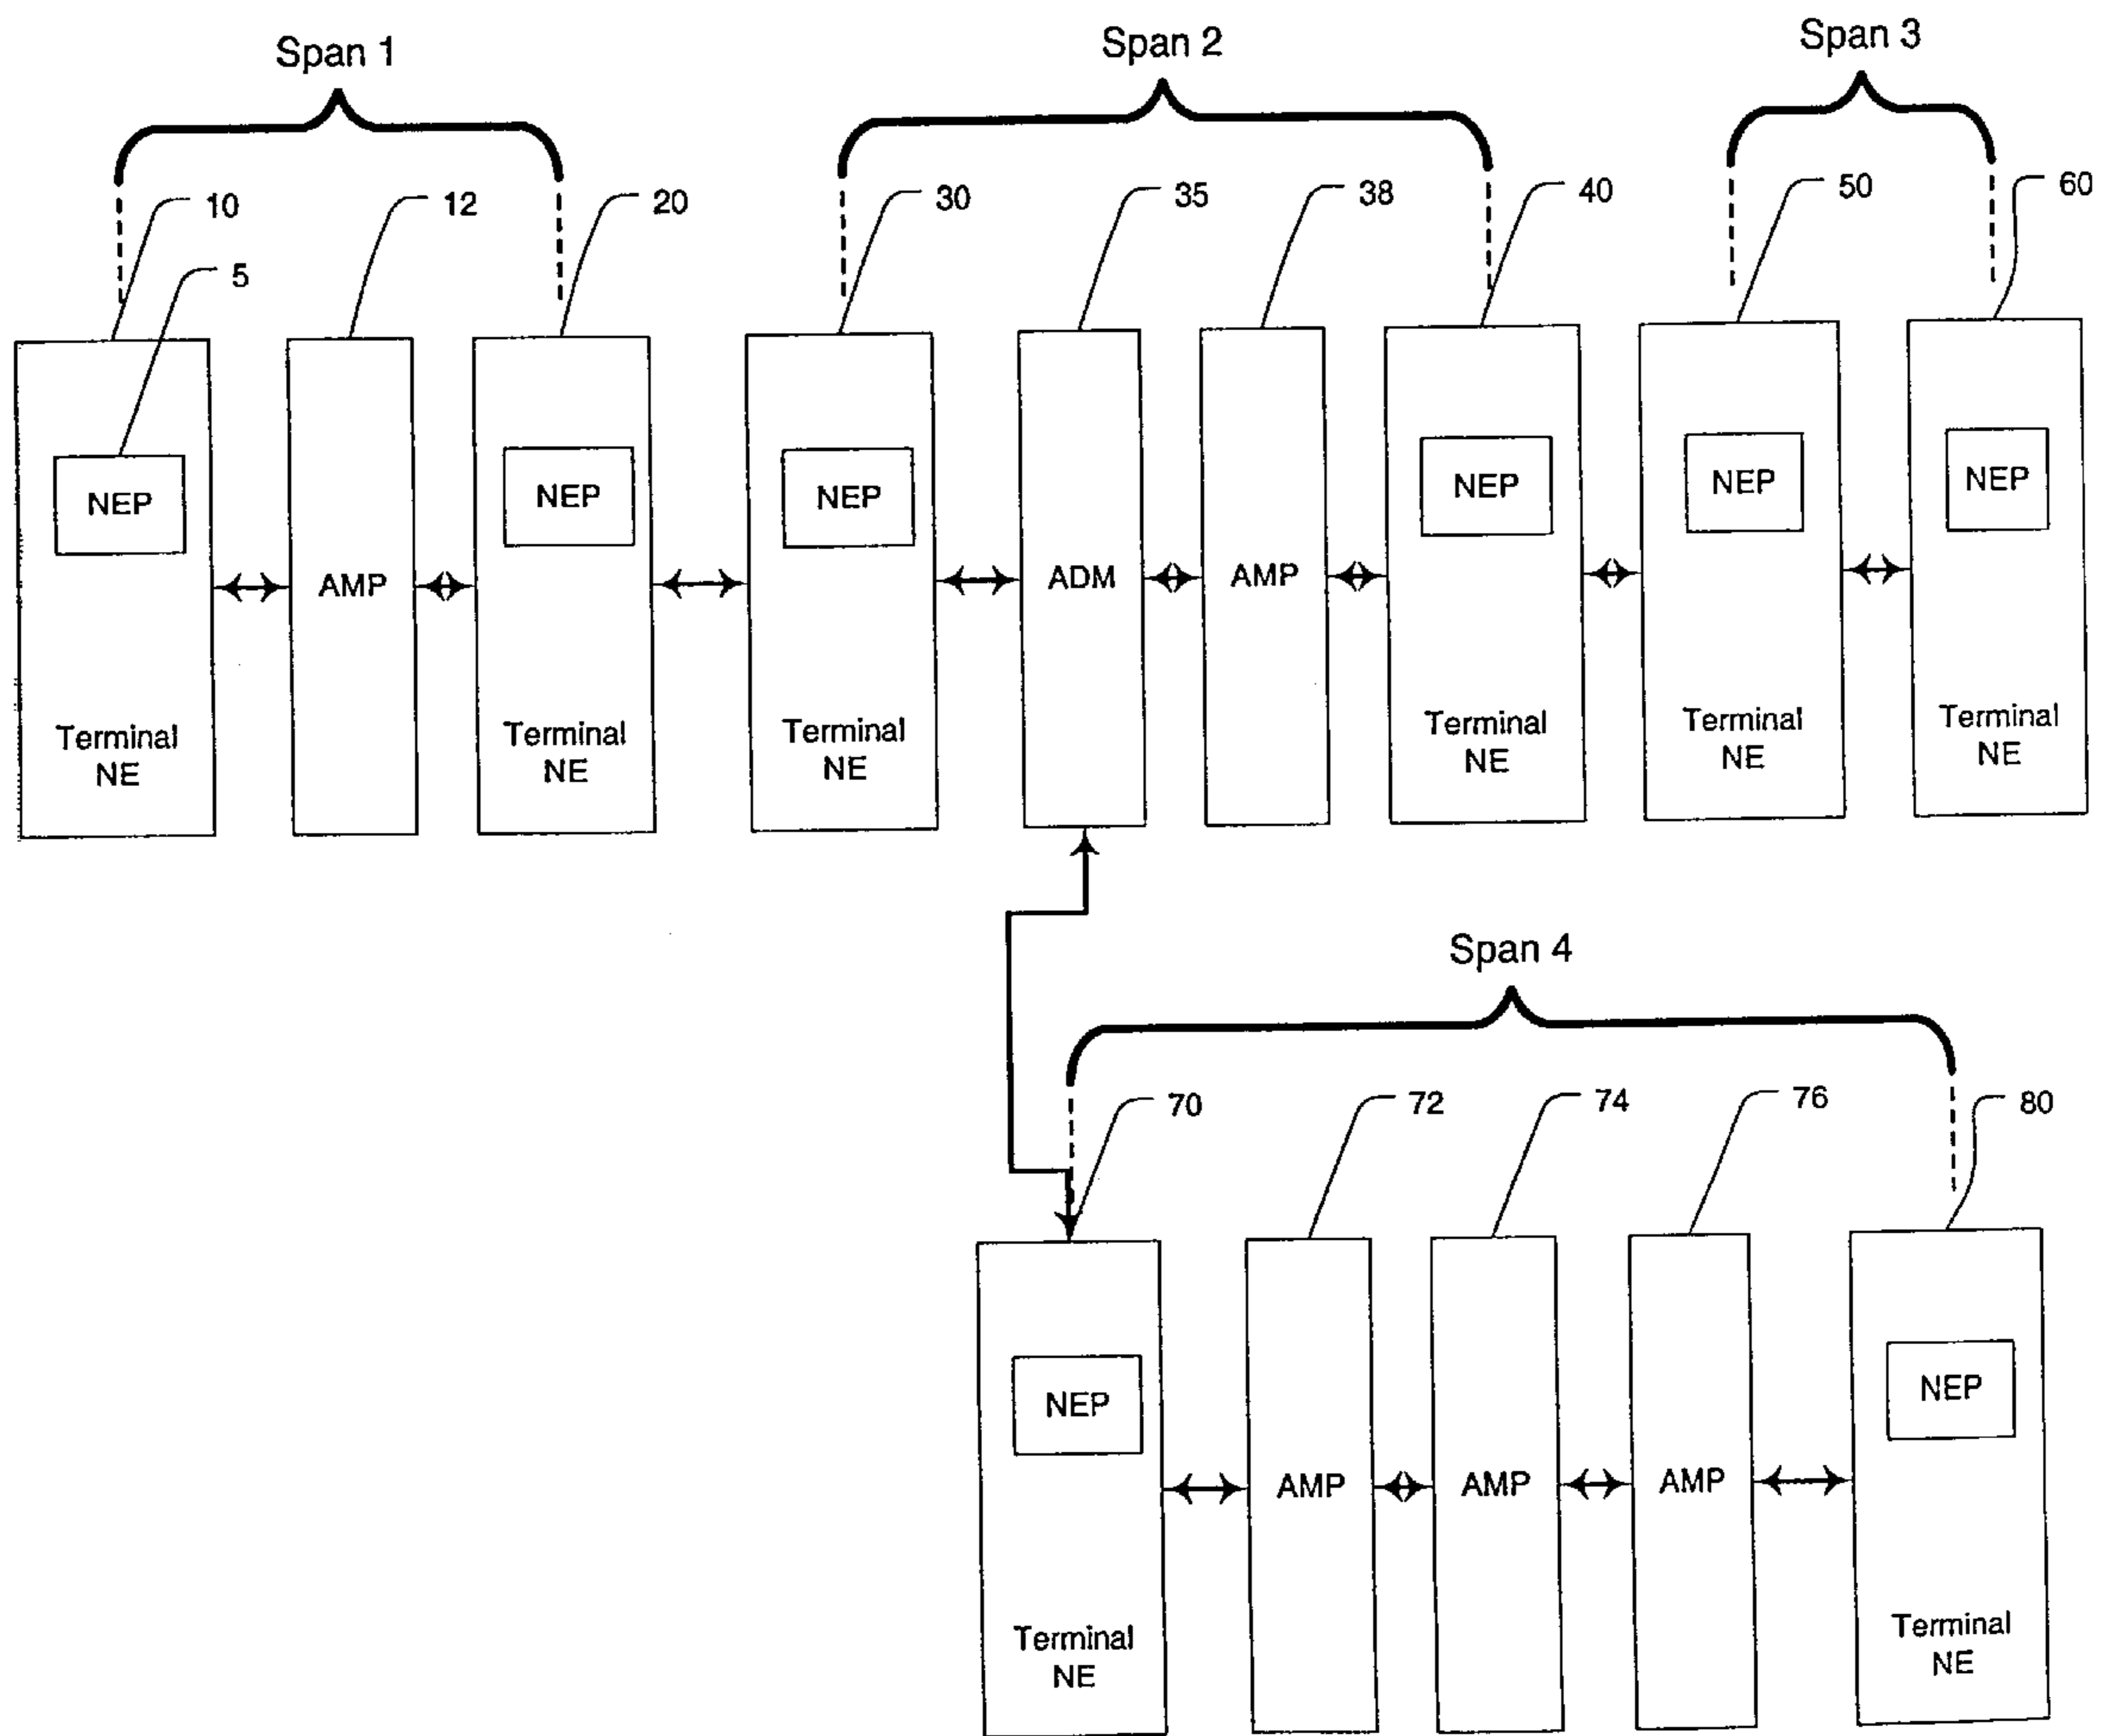 Span 1
Span 2
Span 3
10
12
20
30
35
38
40
50
60
5
NEP
NEP
NEP
NEP
NEP
NEP
AMP
ADM
AMP
Terminal
NE
Terminal
NE
Terminal
NE
Terminal
NE
Terminal
NE
Terminal
NE
Span 4
70
72
74
76
80
NEP
NEP
AMP
AMP
AMP
Terminal
NE
Terminal
NE